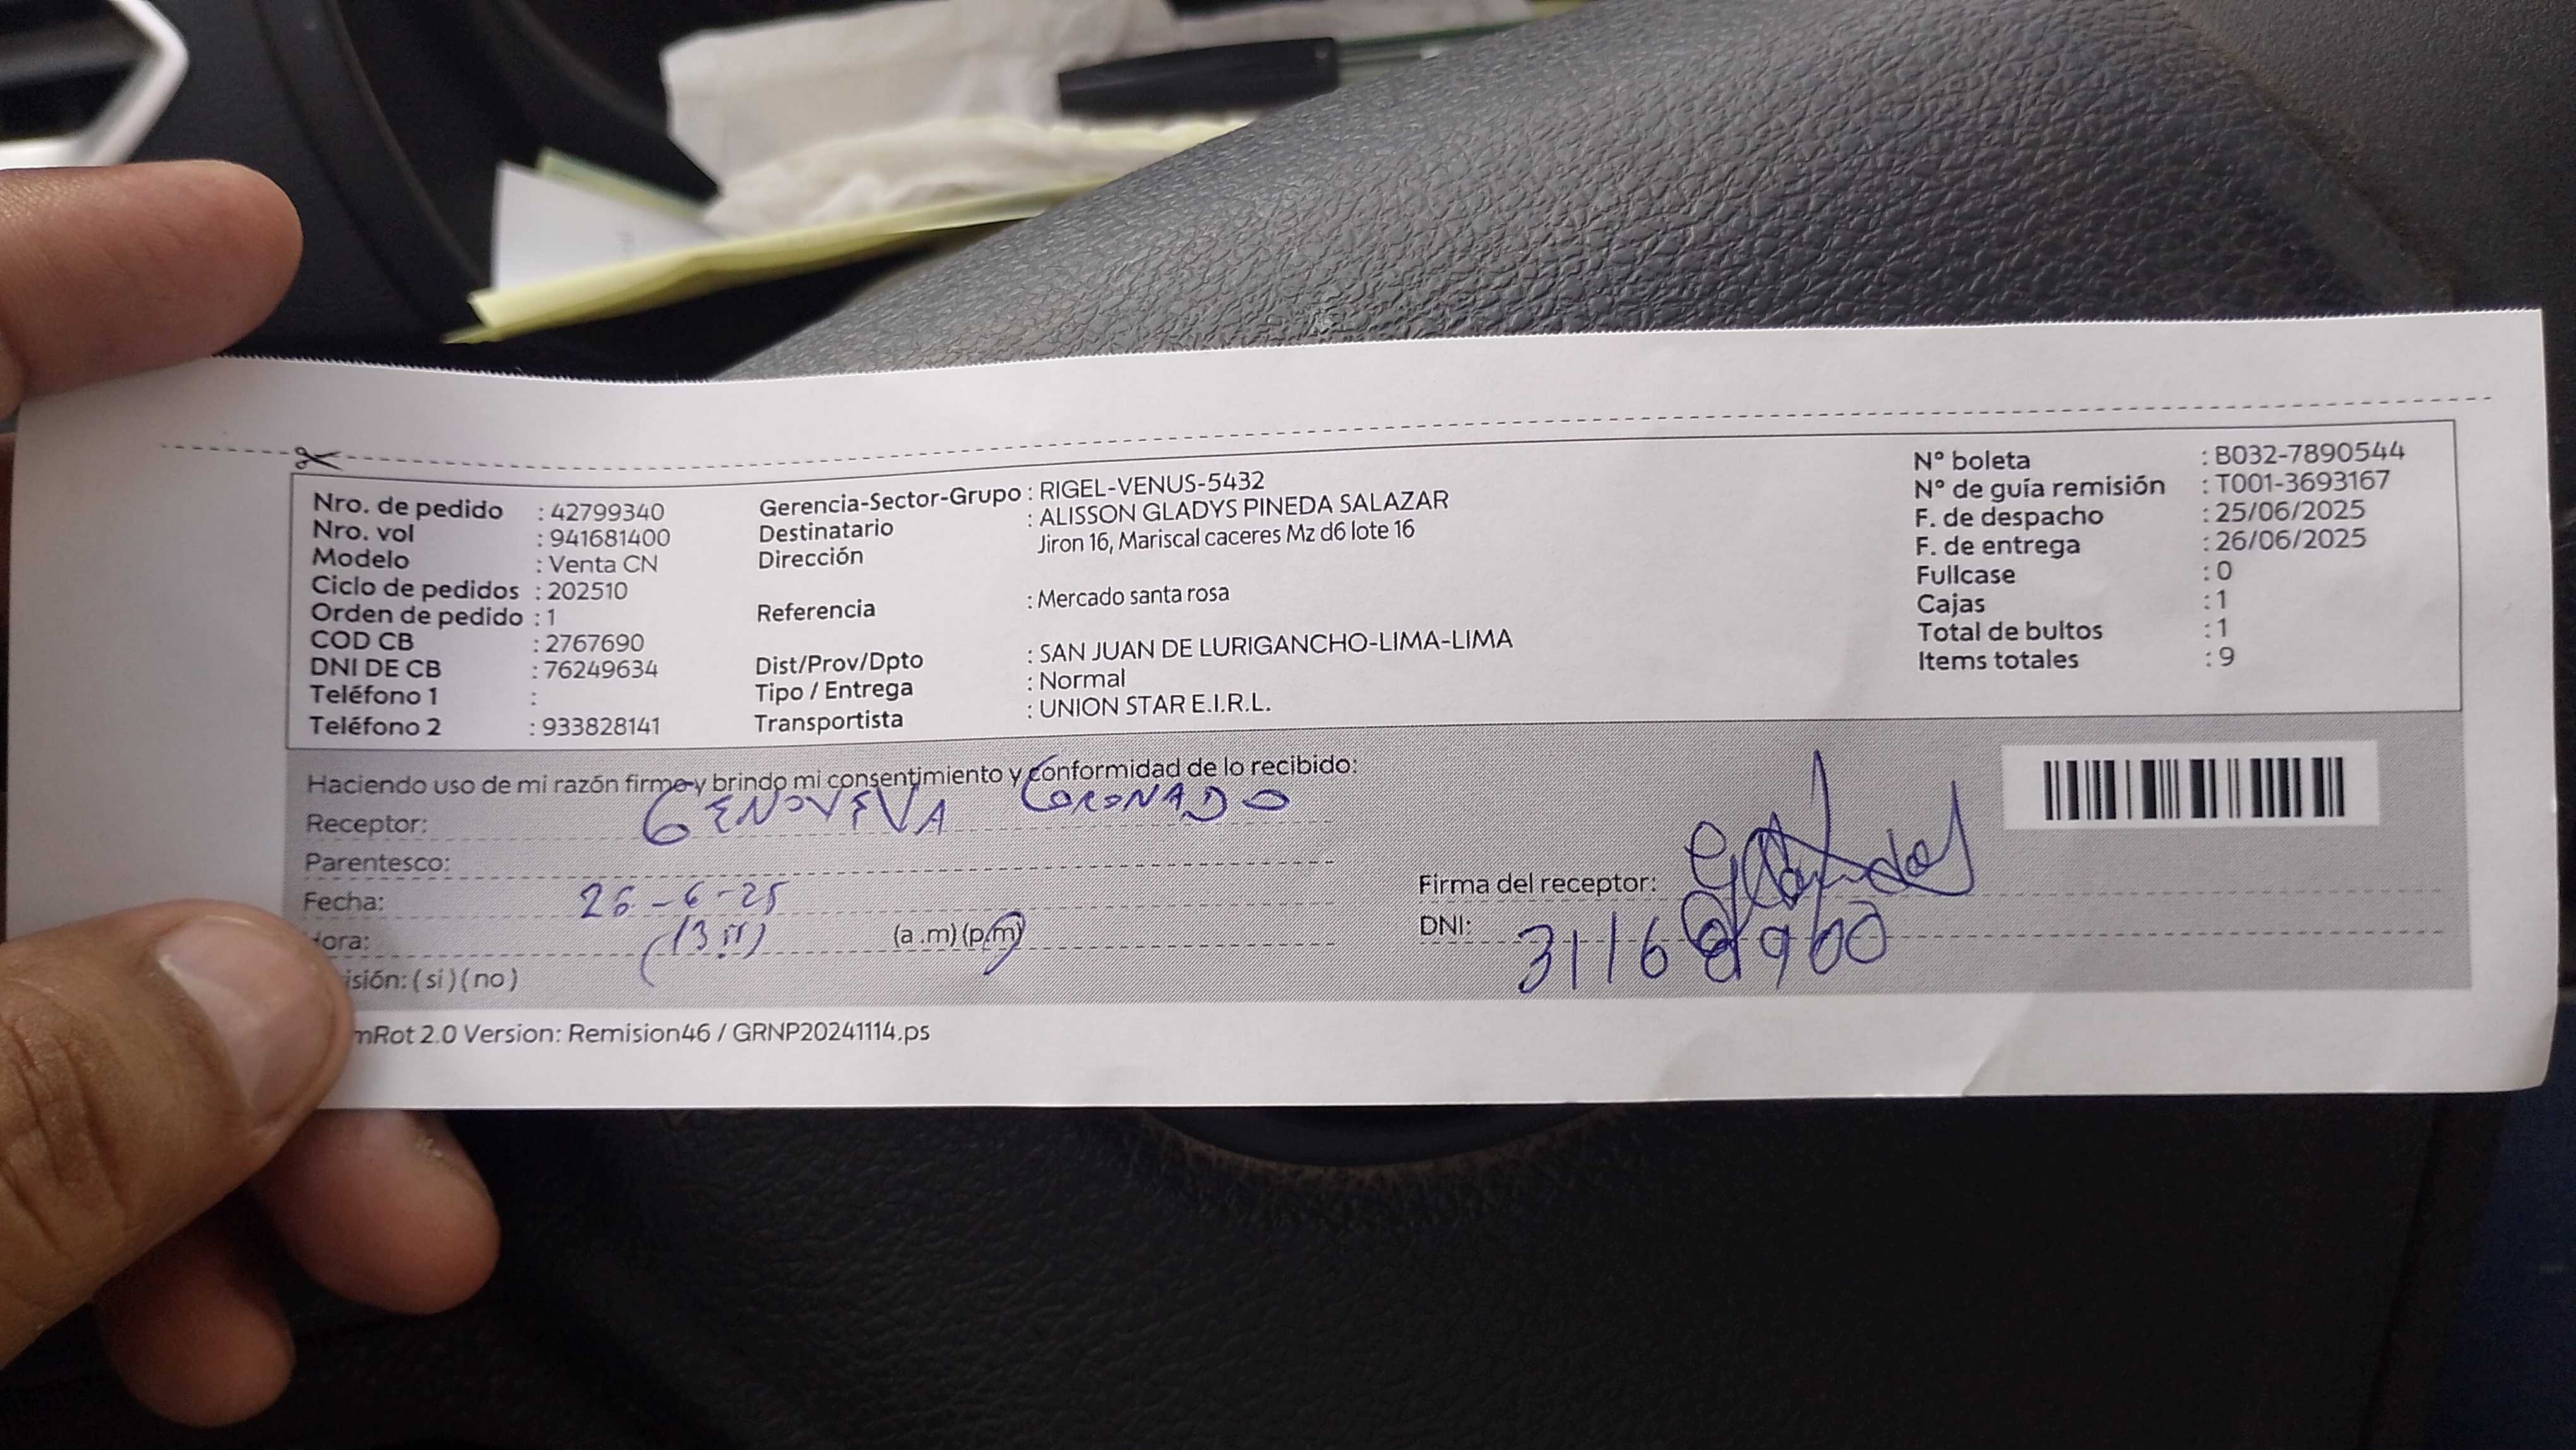 Nro. de pedido : 42799340
Nro. vol : 941681400
Modelo : Venta CN
Ciclo de pedidos : 202510
Orden de pedido : 1
COD CB : 2767690
DNI DE CB : 76249634
Teléfono 1 :
Teléfono 2 : 933828141
Gerencia-Sector-Grupo : RIGEL-VENUS-5432
Destinatario : ALISSON GLADYS PINEDA SALAZAR
Dirección Jiron 16, Mariscal caceres Mz d6 lote 16
Referencia : Mercado santa rosa
Dist/Prov/Dpto : SAN JUAN DE LURIGANCHO-LIMA-LIMA
Tipo / Entrega : Normal
Transportista : UNION STAR E.I.R.L.
N° boleta : B032-7890544
N° de guía remisión : T001-3693167
F. de despacho : 25/06/2025
F. de entrega : 26/06/2025
Fullcase : 0
Cajas : 1
Total de bultos : 1
Items totales : 9
Haciendo uso de mi razón firmo y brindo mi consentimiento y conformidad de lo recibido:
Receptor: GENOVEVA CORONADO
Parentesco:
Fecha: 26-6-25
(a.m) (p.m)
(si) (no)
Firma del receptor:
DNI:
2.0 Version: Remision46 / GRNP20241114.ps